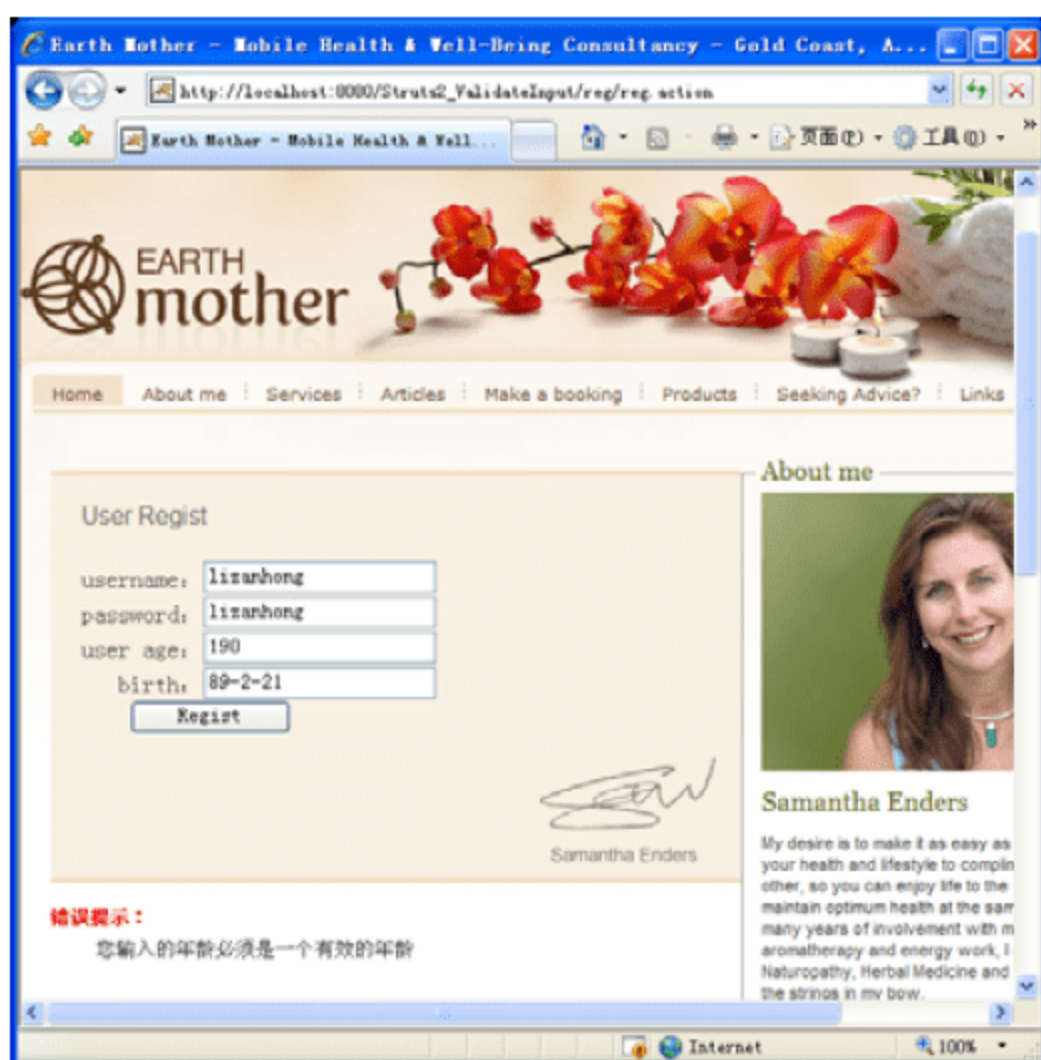 Earth Mother - Mobile Health & Well-Being Consultancy - Gold Coast, A...
http://localhost:8080/Struts2_ValidateInput/reg/reg.action
Earth Mother - Mobile Health & Well...
页面(P)
工具(O)
»
EARTH
mother
Home About me Services Articles Make a booking Products Seeking Advice? Links
User Regist
username: lizanhong
password: lizanhong
user age: 190
birth: 89-2-21
Regist
Samantha Enders
错误提示：
您输入的年龄必须是一个有效的年龄
About me
Samantha Enders
My desire is to make it as easy as
your health and lifestyle to complin
other, so you can enjoy life to the
maintain optimum health at the sam
many years of involvement with m
aromatherapy and energy work, I
Naturopathy, Herbal Medicine and
the strings in my bow.
Internet
100%